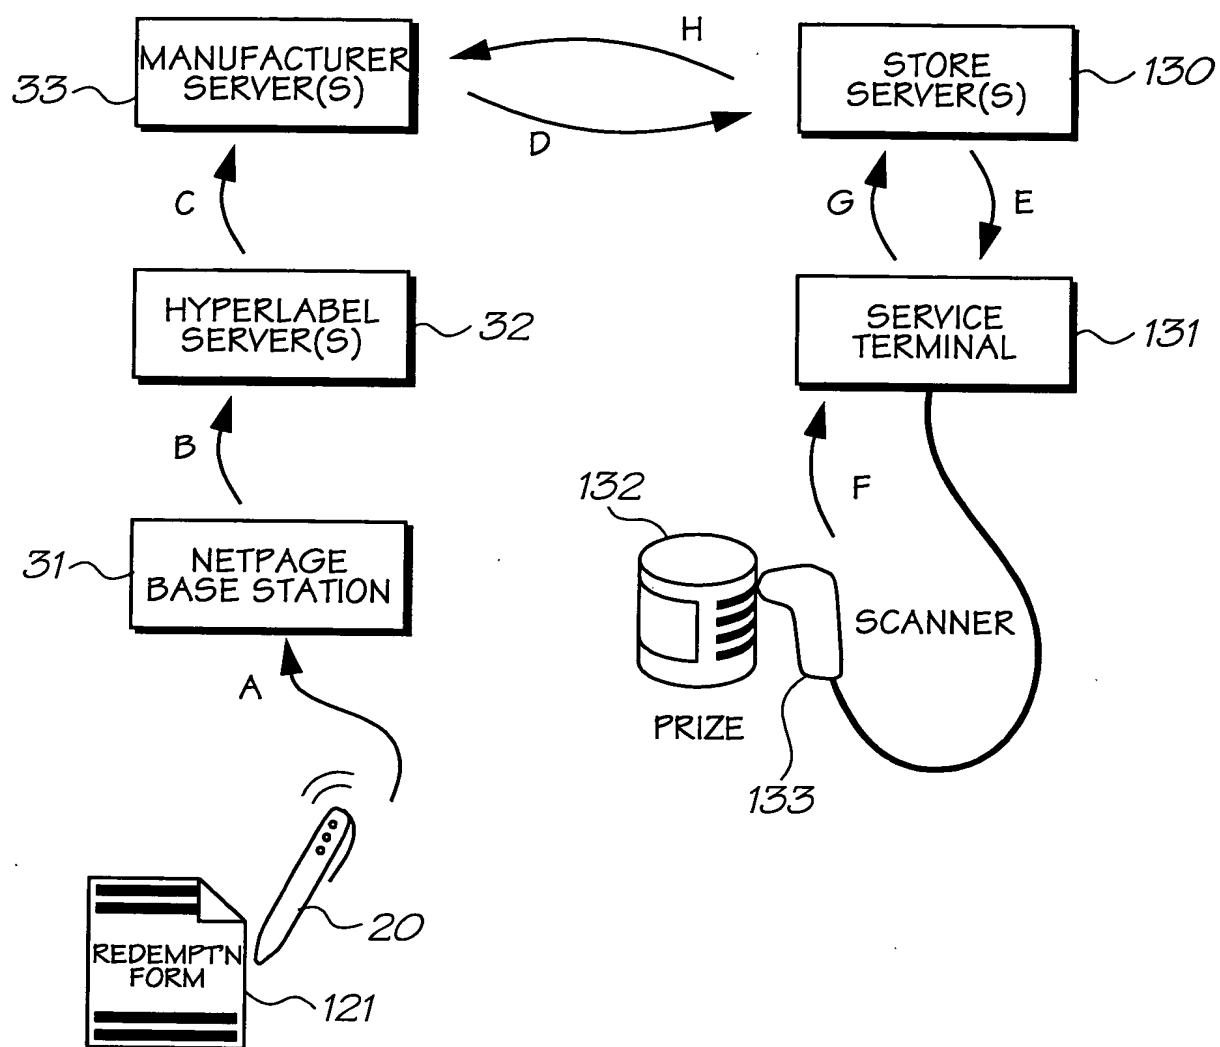 H
MANUFACTURER
SERVER(S)
33
STORE
SERVER(S)
130
D
C
G
E
HYPERLABEL
SERVER(S)
32
SERVICE
TERMINAL
131
B
132
F
31
NETPAGE
BASE STATION
SCANNER
A
PRIZE
133
20
REDEMPT'N
FORM
121